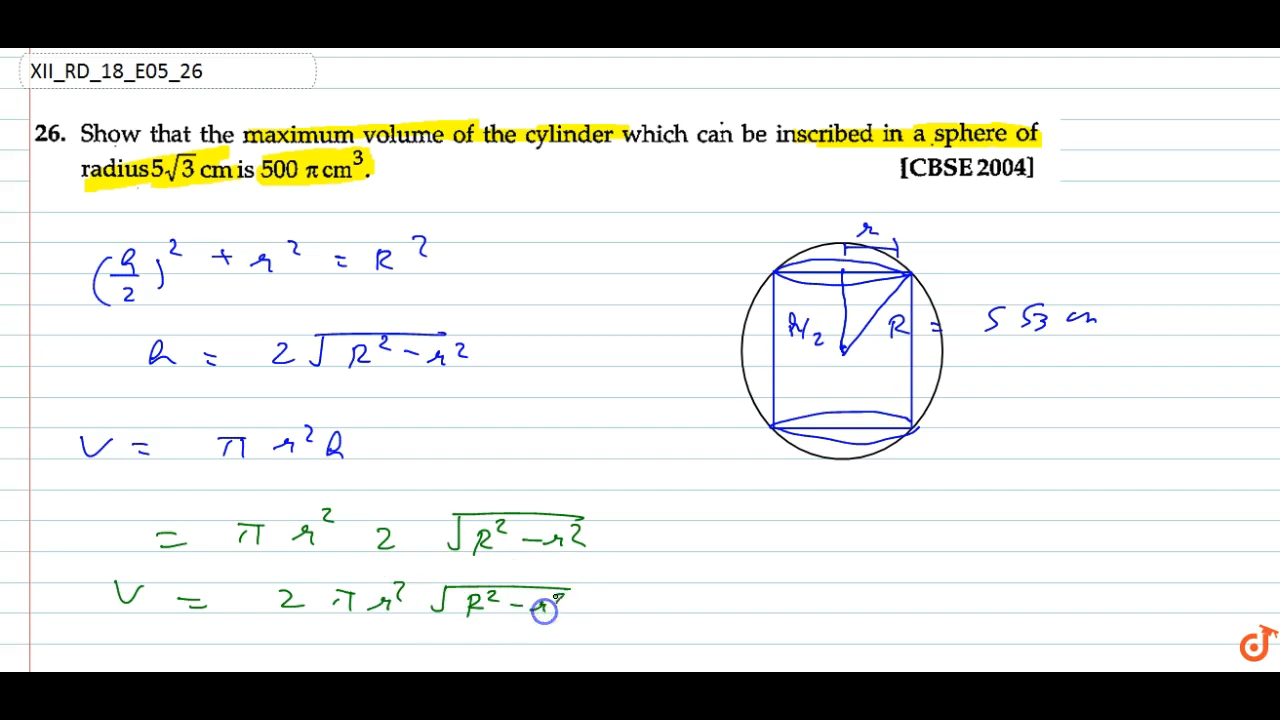 XII_RD_18_E05_26
26. Show that the maximum volume of the cylinder which can be inscribed in a sphere of
radius 5√3 cm is 500 π cm³.
[CBSE 2004]
(h/2)² + r² = R²
r
h/2
R = 5 √3 cm
h = 2 √(R² - r²)
V = π r² h
= π r² 2 √(R² - r²)
V = 2 π r² √(R² - r²)